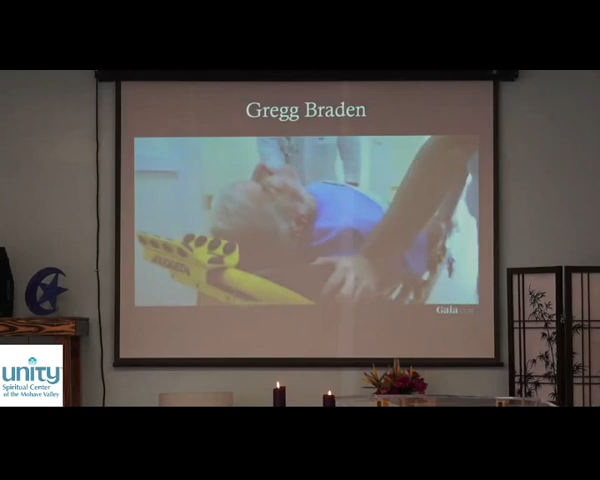 Gregg Braden
Gaia
unity
Spiritual Center
of the Mohave Valley